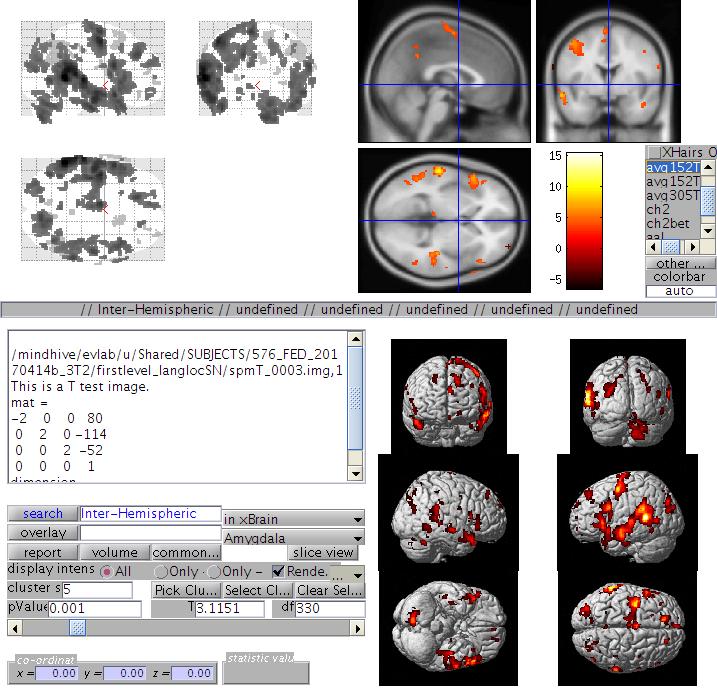 XHairs O
avg152T
avg152T
avg305T
ch2
ch2bet
aal
other ...
colorbar
auto
15
10
5
0
-5
// Inter-Hemispheric // undefined // undefined // undefined // undefined // undefined
/mindhive/evlab/u/Shared/SUBJECTS/576_FED_201
70414b_3T2/firstlevel_langlocSN/spmT_0003.img,1
This is a T test image.
mat =
-2 0 0 80
0 2 0 -114
0 0 2 -52
0 0 0 1
dimension
search Inter-Hemispheric in xBrain
overlay Amygdala
report volume common... slice view
display intens All Only + Only - Rende. ...
cluster s 5 Pick Clu... Select Cl... Clear Sel...
pValue 0.001 T 3.1151 df 330
co-ordinat statistic valu
x = 0.00 y = 0.00 z = 0.00